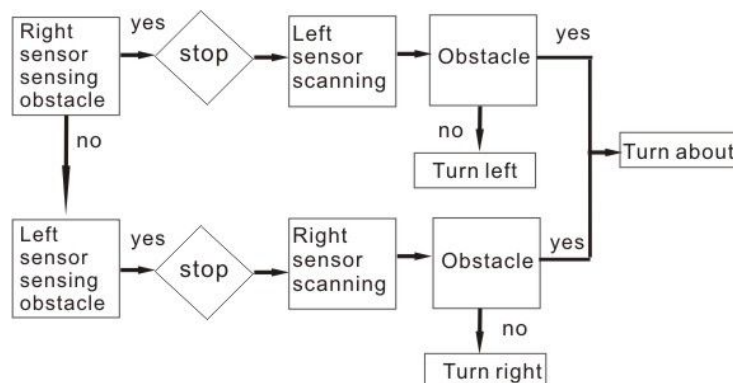 Right
sensor
sensing
obstacle
yes
stop
Left
sensor
scanning
Obstacle
yes
no
no
Turn left
Turn about
Left
sensor
sensing
obstacle
yes
stop
Right
sensor
scanning
Obstacle
yes
no
Turn right